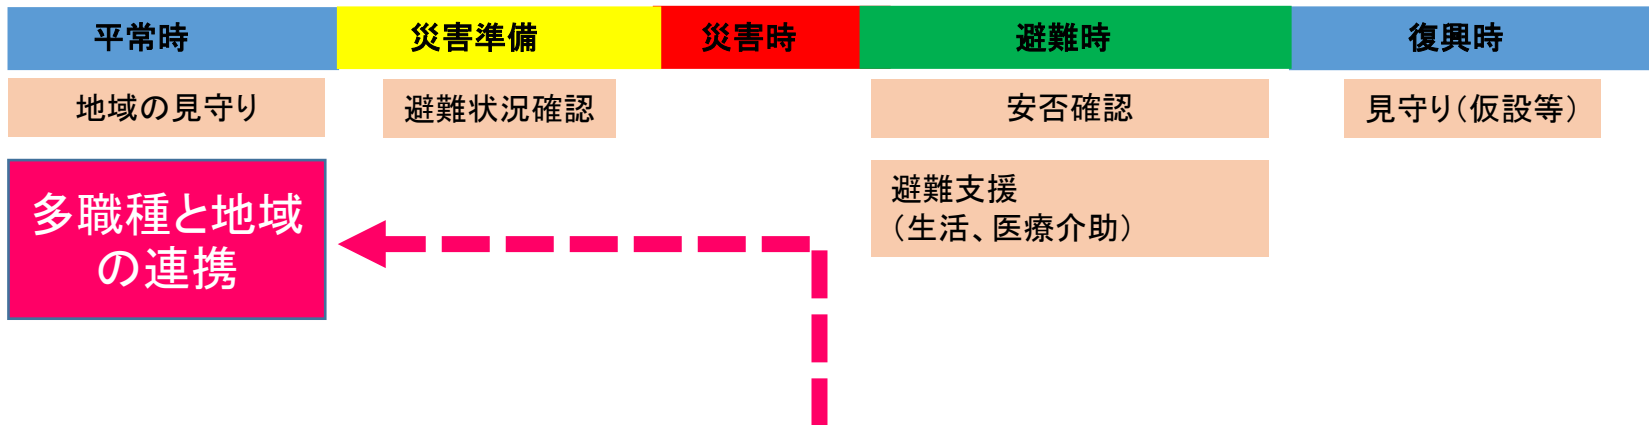 平常時
災害準備
災害時
避難時
復興時
地域の見守り
避難状況確認
安否確認
見守り（仮設等）
多職種と地域
の連携
避難支援
（生活、医療介助）